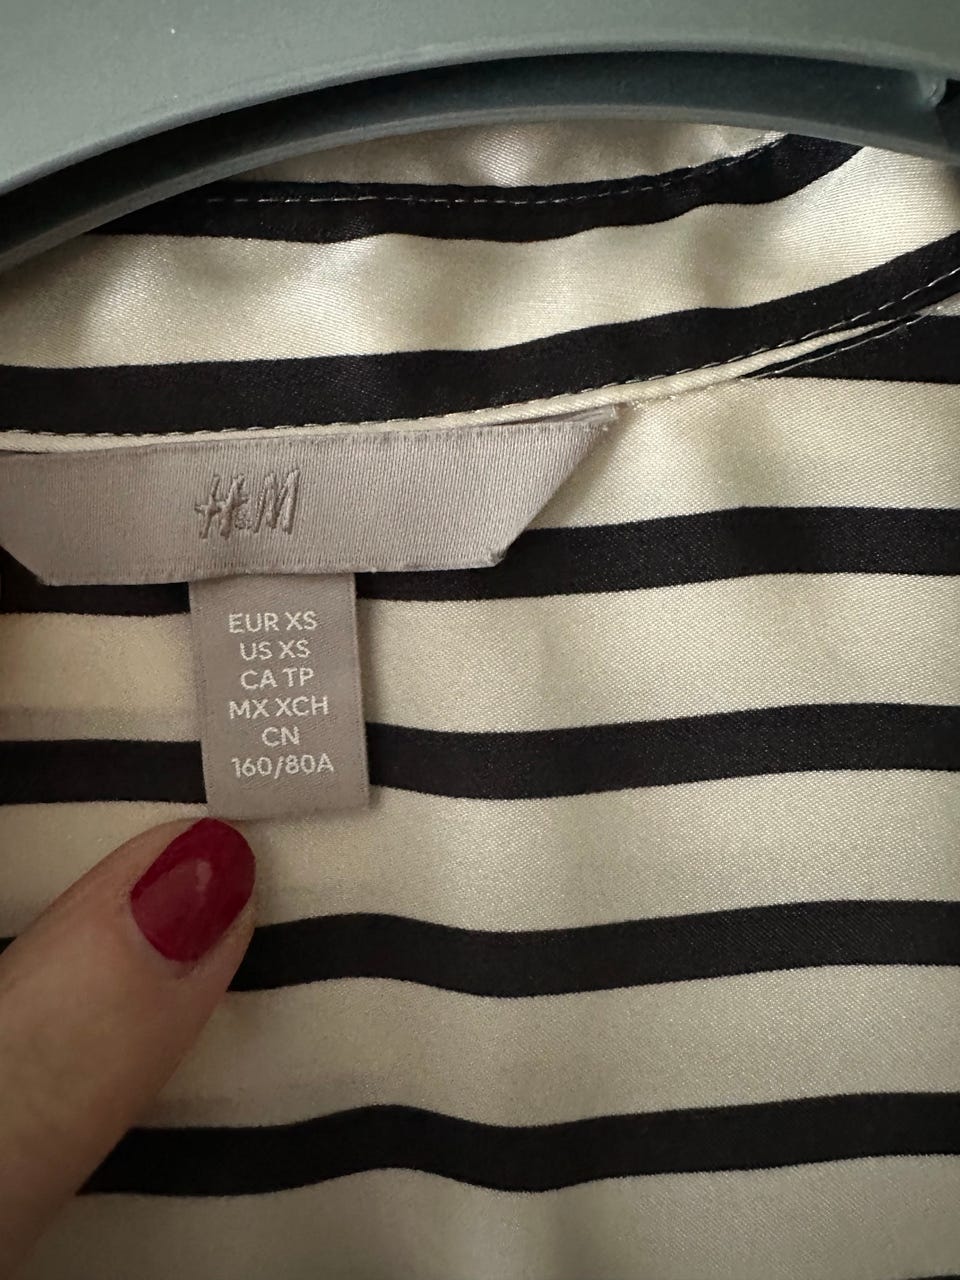 H&M
EUR XS
US XS
CA TP
MX XCH
CN
160/80A